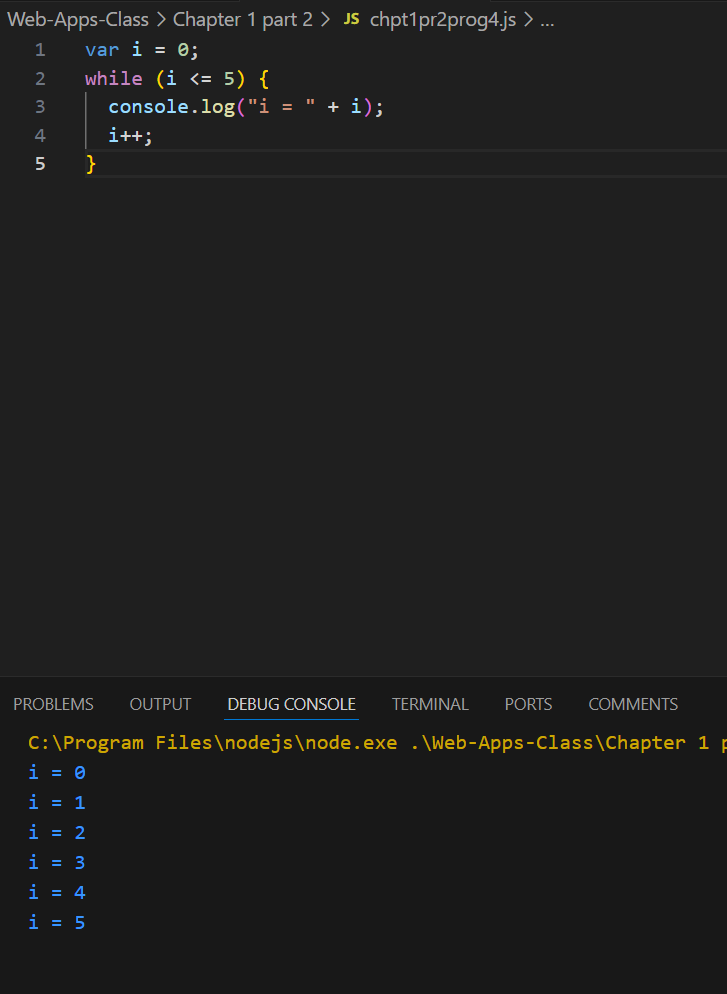 Web-Apps-Class > Chapter 1 part 2 > JS chpt1pr2prog4.js > ...
1 var i = 0;
2 while (i <= 5) {
3 console.log("i = " + i);
4 i++;
5 }
PROBLEMS OUTPUT DEBUG CONSOLE TERMINAL PORTS COMMENTS
C:\Program Files\nodejs\node.exe .\Web-Apps-Class\Chapter 1
i = 0
i = 1
i = 2
i = 3
i = 4
i = 5